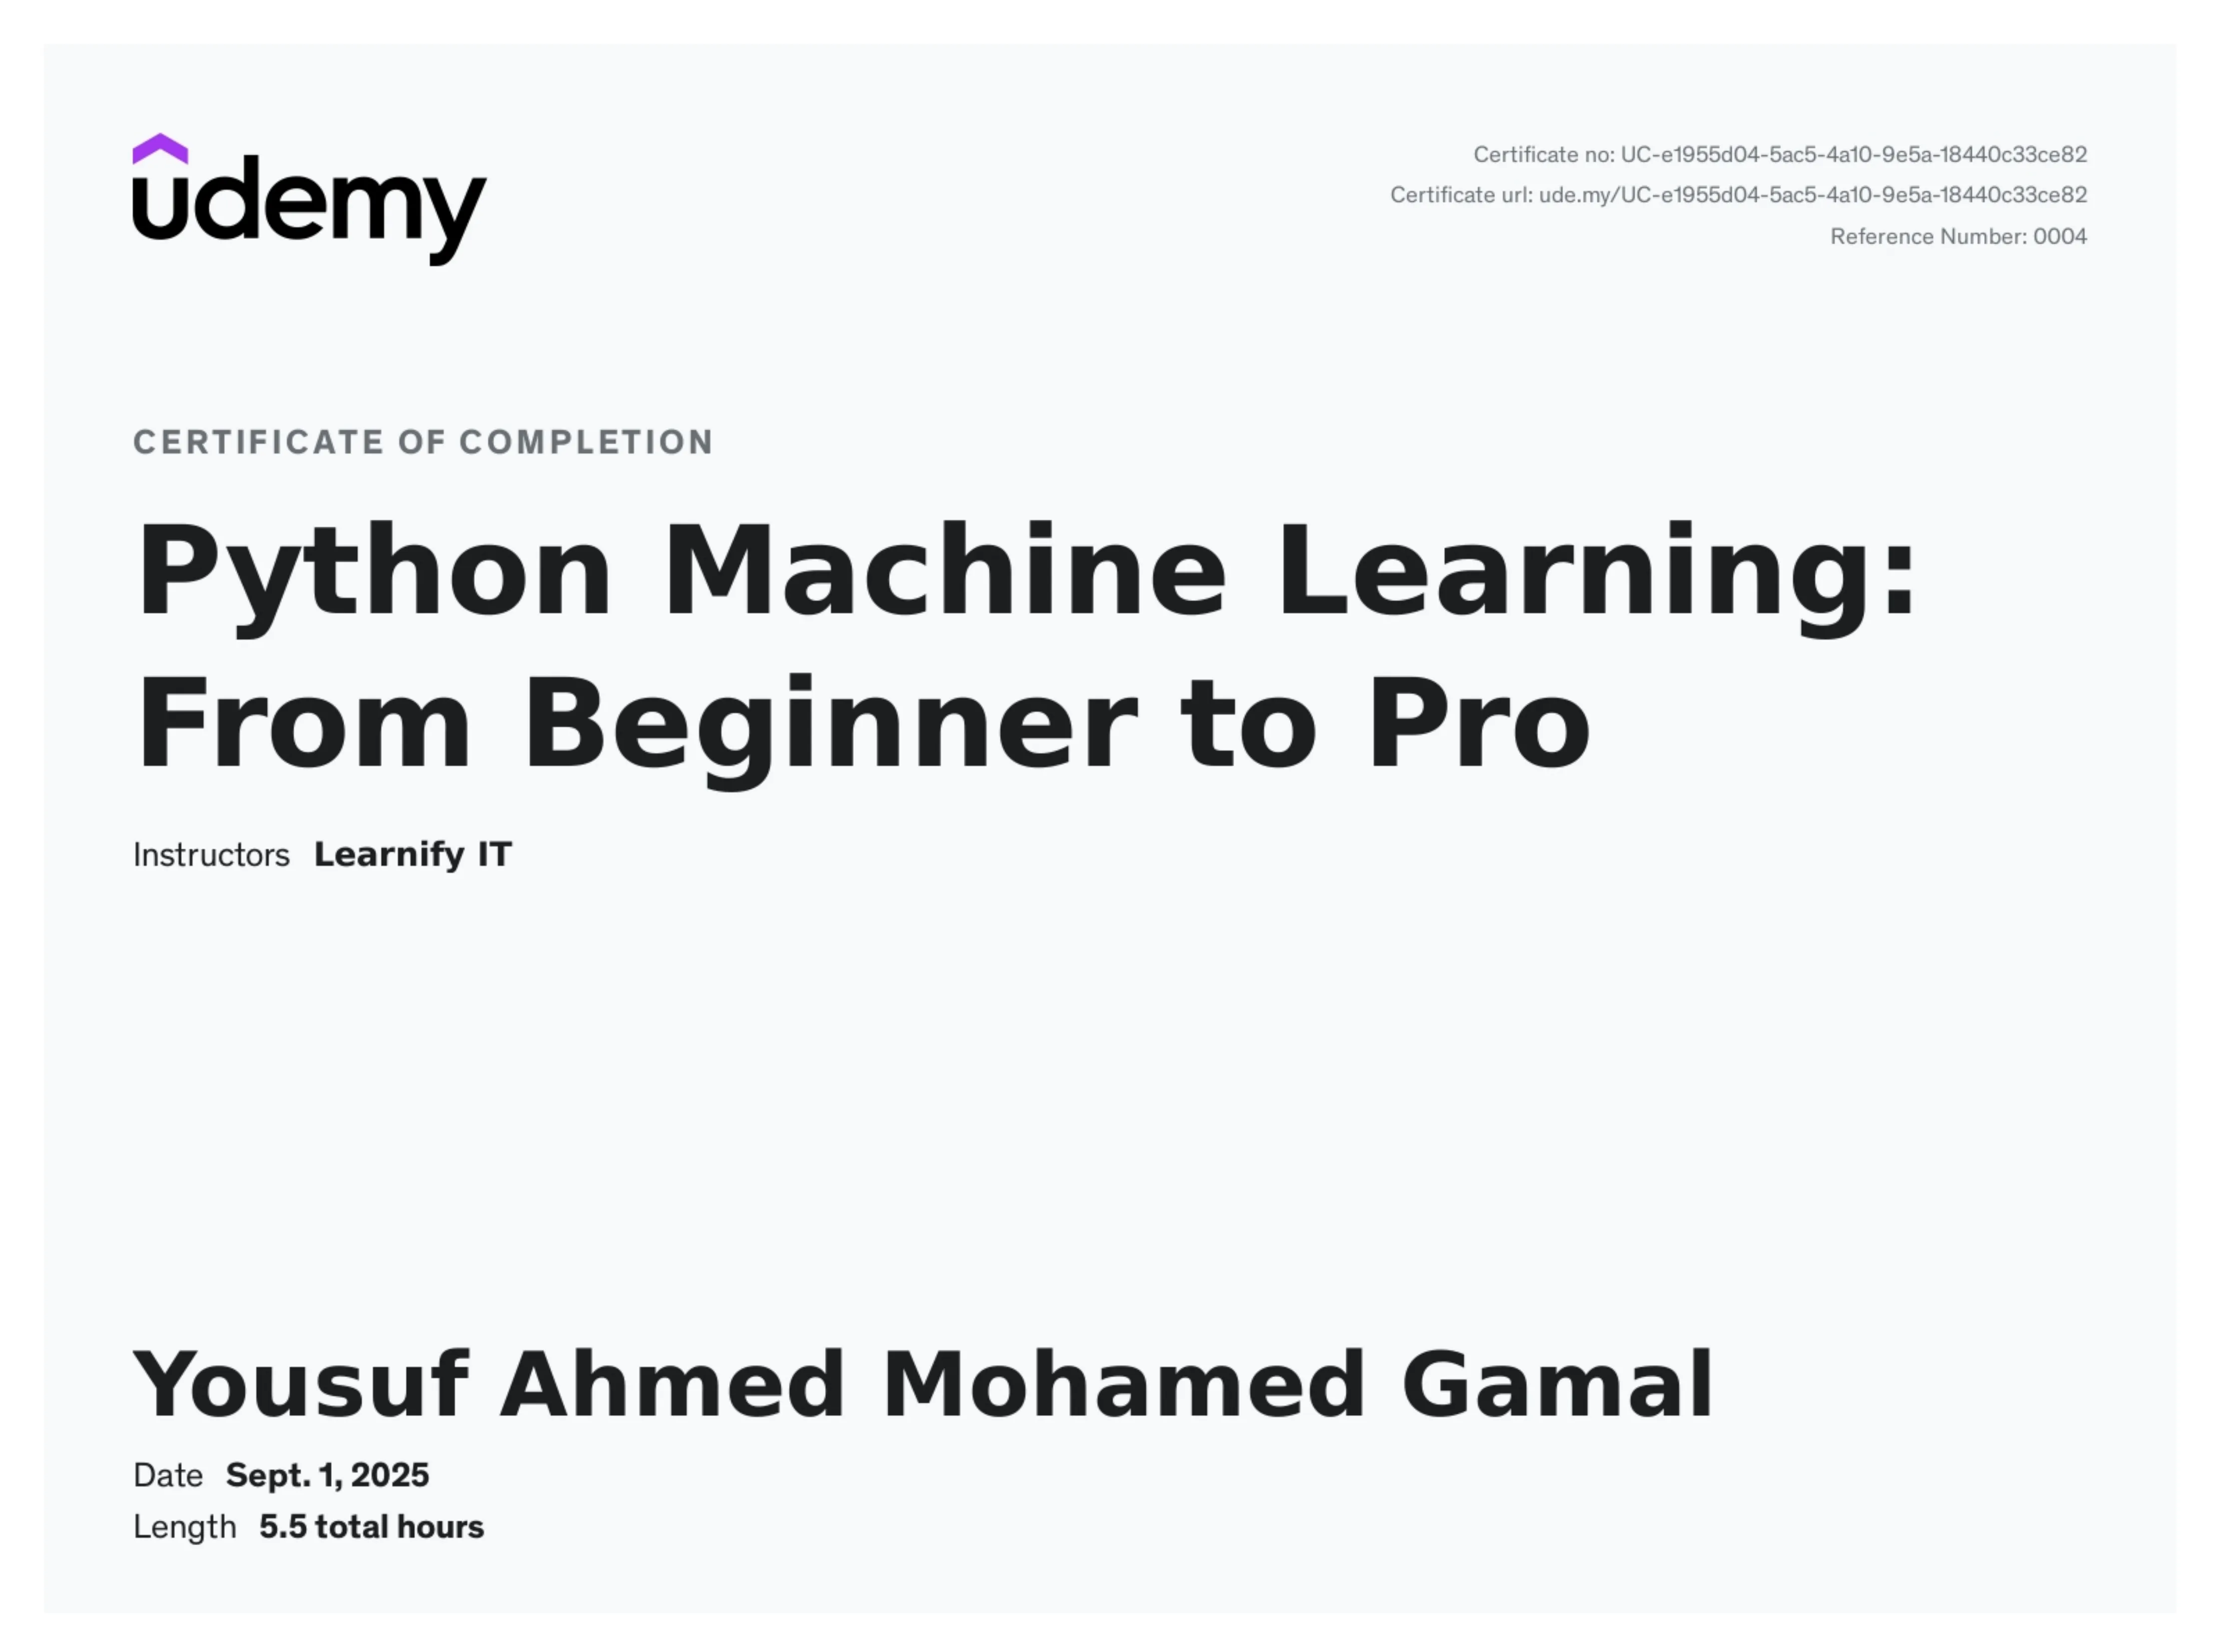 udemy
Certificate no: UC-e1955d04-5ac5-4a10-9e5a-18440c33ce82
Certificate url: ude.my/UC-e1955d04-5ac5-4a10-9e5a-18440c33ce82
Reference Number: 0004
CERTIFICATE OF COMPLETION
Python Machine Learning:
From Beginner to Pro
Instructors Learnify IT
Yousuf Ahmed Mohamed Gamal
Date Sept. 1, 2025
Length 5.5 total hours